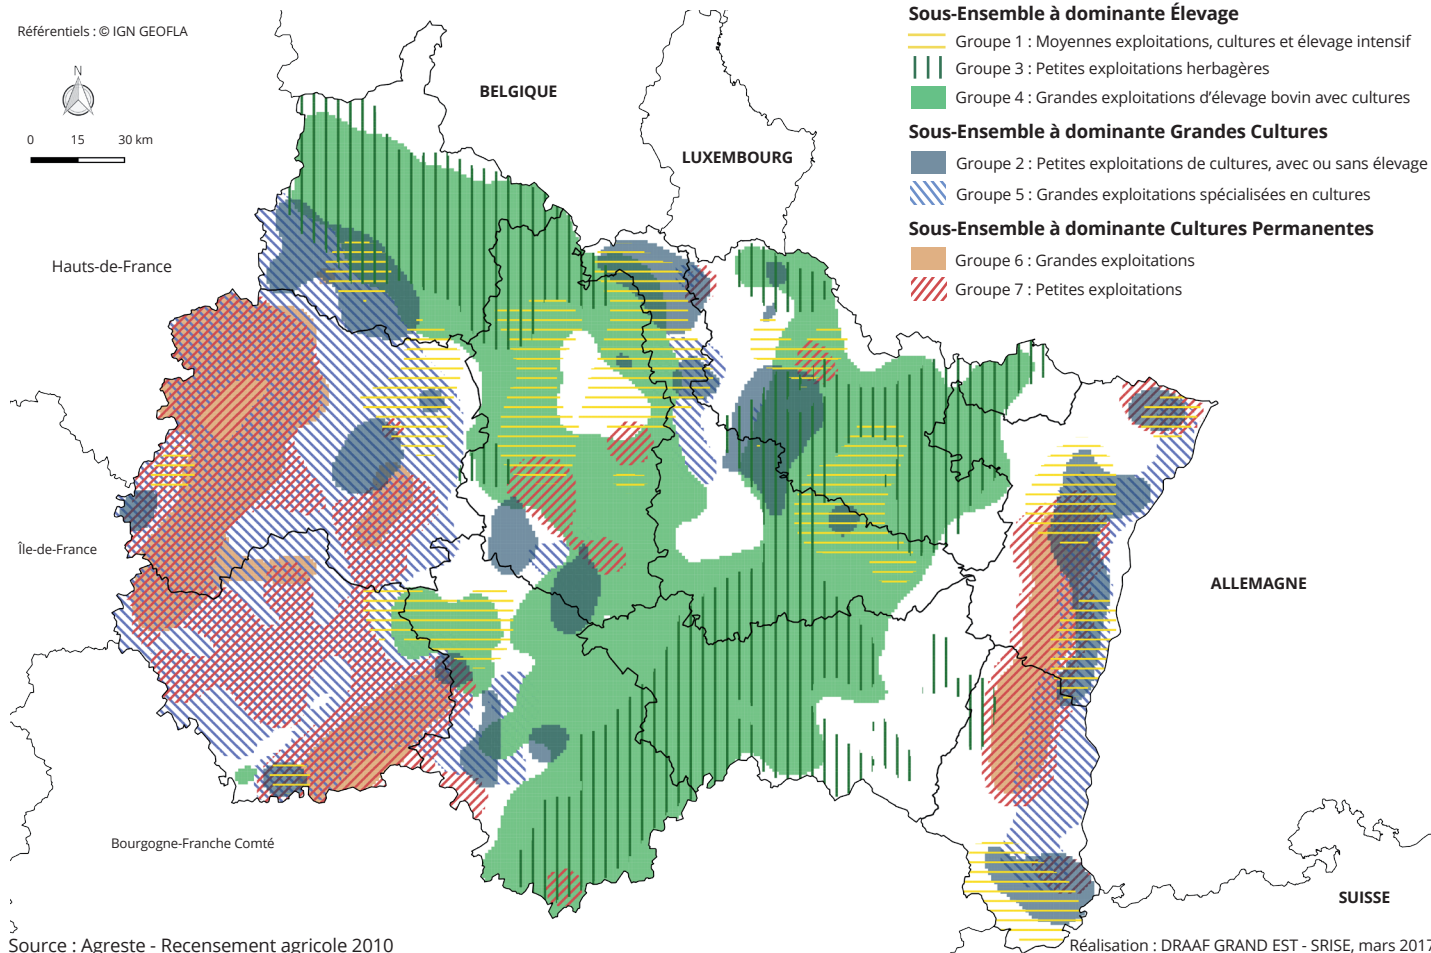 Référentiels : © IGN GEOFLA
N
0 15 30 km
BELGIQUE
LUXEMBOURG
Hauts-de-France
Île-de-France
ALLEMAGNE
Bourgogne-Franche Comté
SUISSE
Sous-Ensemble à dominante Élevage
Groupe 1 : Moyennes exploitations, cultures et élevage intensif
Groupe 3 : Petites exploitations herbagères
Groupe 4 : Grandes exploitations d’élevage bovin avec cultures
Sous-Ensemble à dominante Grandes Cultures
Groupe 2 : Petites exploitations de cultures, avec ou sans élevage
Groupe 5 : Grandes exploitations spécialisées en cultures
Sous-Ensemble à dominante Cultures Permanentes
Groupe 6 : Grandes exploitations
Groupe 7 : Petites exploitations
Source : Agreste - Recensement agricole 2010
Réalisation : DRAAF GRAND EST - SRISE, mars 2017